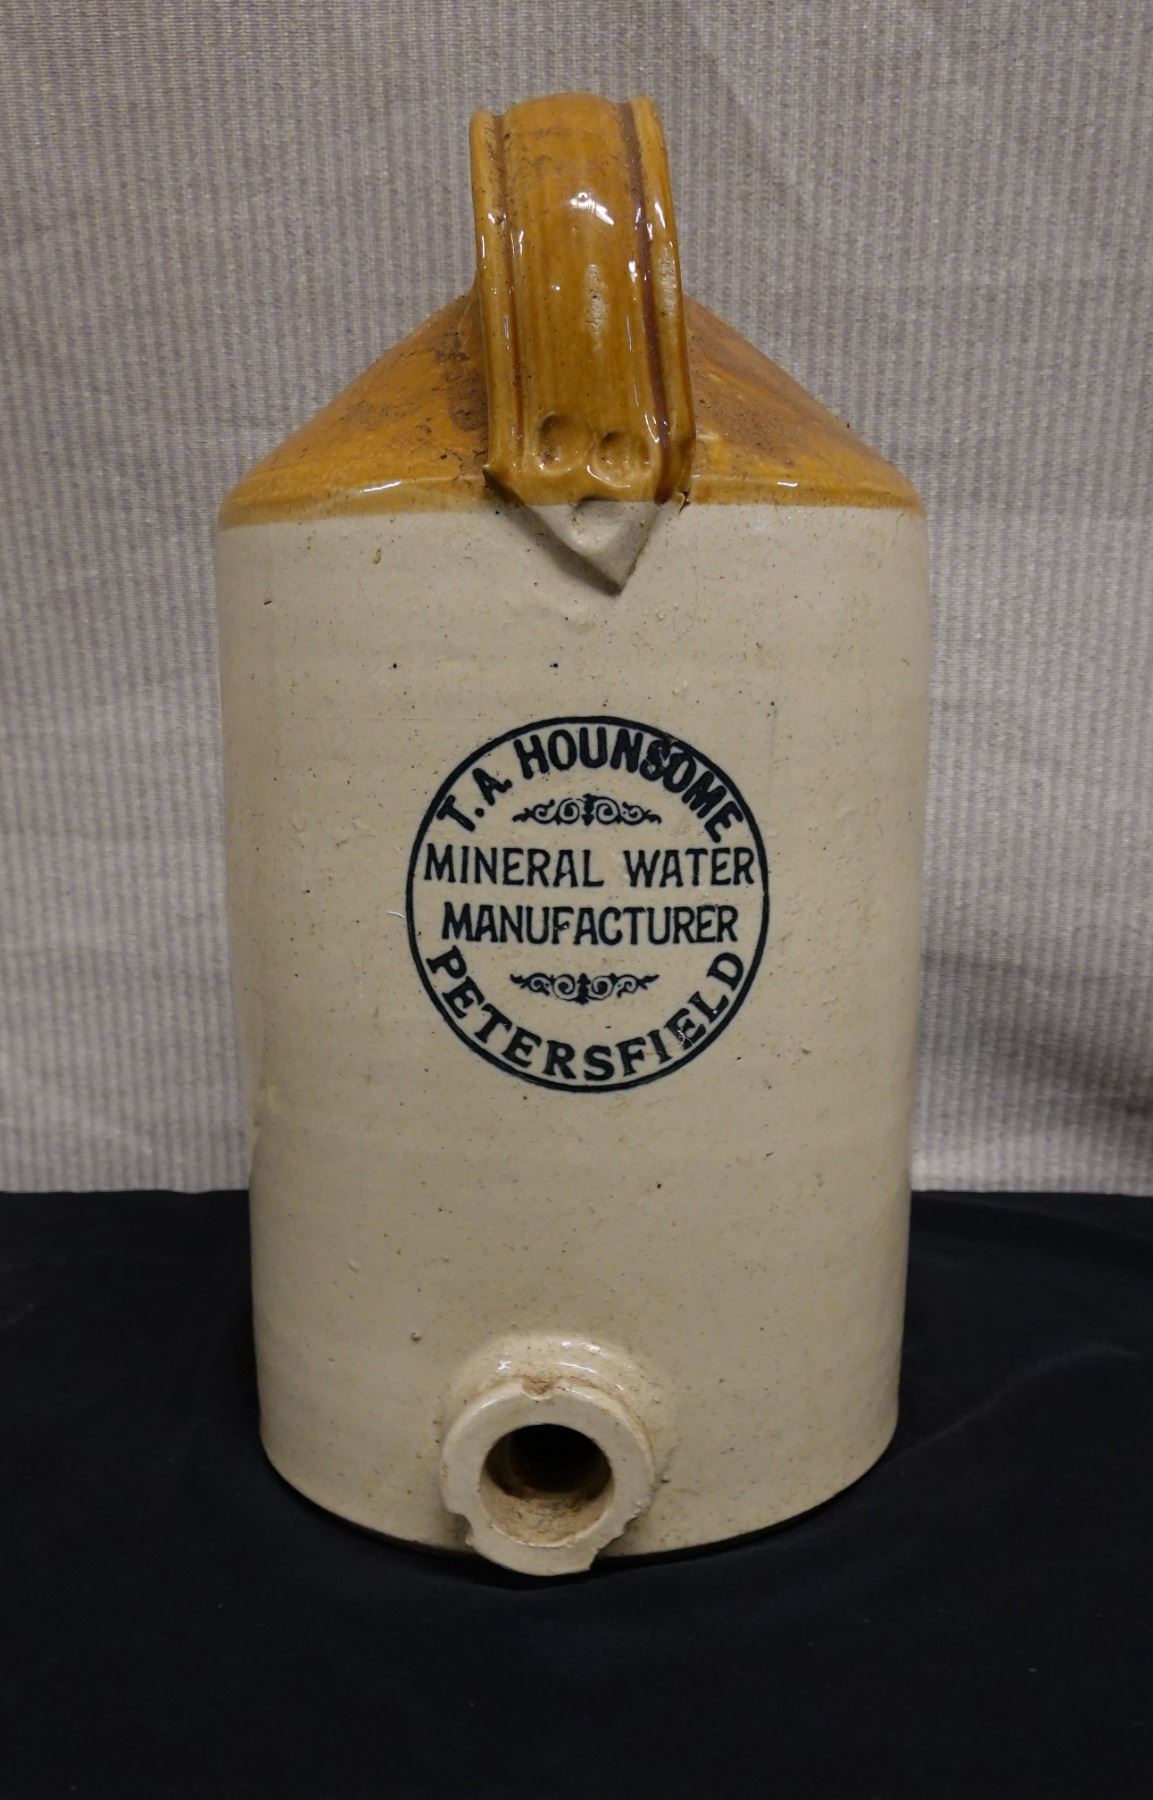 T.A. HOUNSOME
MINERAL WATER
MANUFACTURER
PETERSFIELD